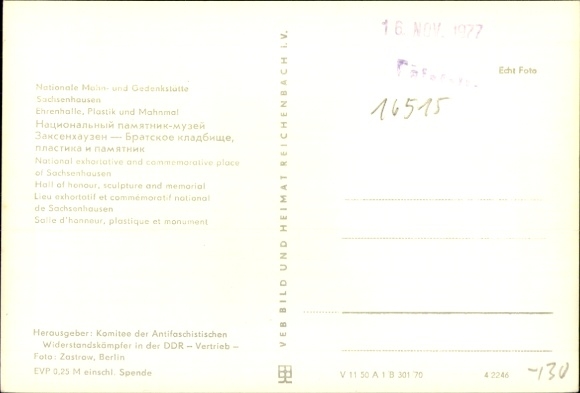 Nationale Mahn- und Gedenkstätte
Sachsenhausen
Ehrenhalle, Plastik und Mahnmal
Национальный памятник-музей
Заксенхаузен — Братское кладбище,
пластика и памятник
National exhortative and commemorative place
of Sachsenhausen
Hall of honour, sculpture and memorial
Lieu exhortatif et commémoratif national
de Sachsenhausen
Salle d'honneur, plastique et monument
Herausgeber: Komitee der Antifaschistischen
Widerstandskämpfer in der DDR – Vertrieb –
Foto: Zastrow, Berlin
EVP 0,25 M einschl. Spende
VEB BILD UND HEIMAT REICHENBACH I.V.
16. NOV. 1977
Echt Foto
16515
V 11 50 A 1 B 301 70
4 2246
-130